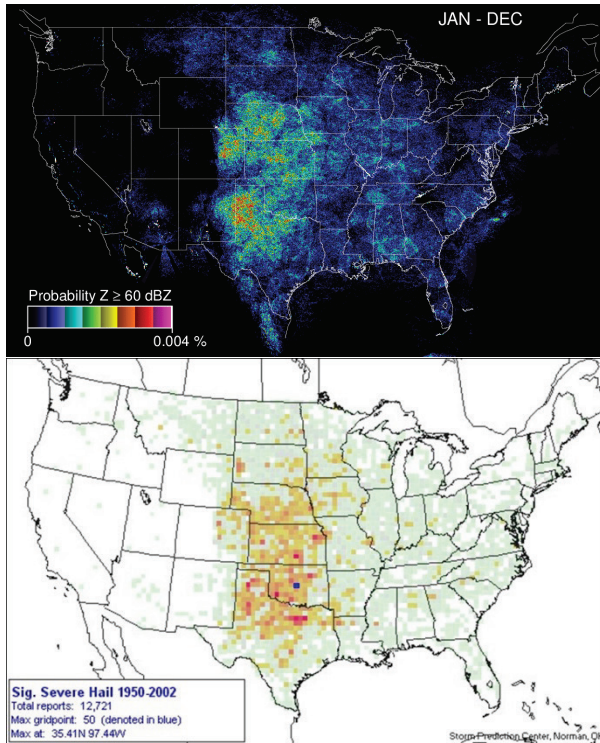 JAN - DEC
Probability Z ≥ 60 dBZ
0
0.004 %
Sig. Severe Hail 1950-2002
Total reports: 12,721
Max gridpoint: 50 (denoted in blue)
Max at: 35.41N 97.44W
Storm Prediction Center, Norman, Ok